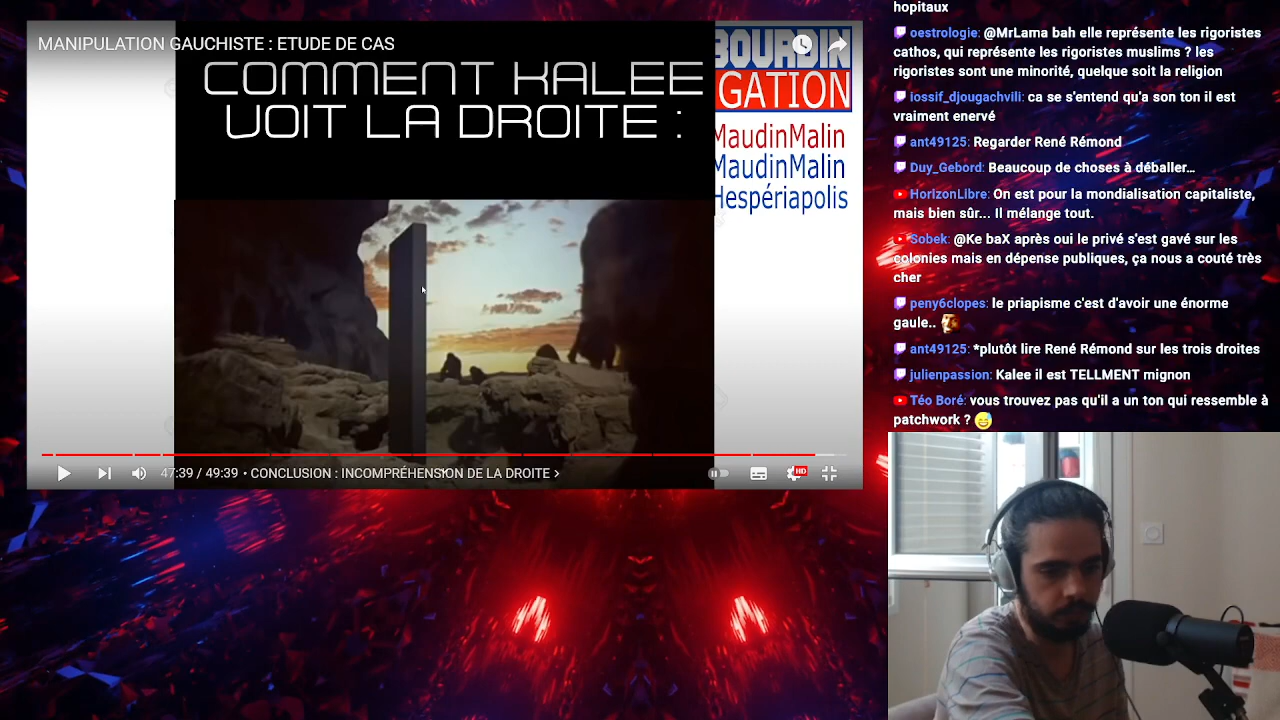 MANIPULATION GAUCHISTE : ETUDE DE CAS
COMMENT KALEE
VOIT LA DROITE :
BOURDIN
GATION
MaudinMalin
MaudinMalin
Hespériapolis
47:39 / 49:39 • CONCLUSION : INCOMPRÉHENSION DE LA DROITE >
HD
hopitaux
oestrologie: @MrLama bah elle représente les rigoristes
cathos, qui représente les rigoristes muslims ? les
rigoristes sont une minorité, quelque soit la religion
iossif_djougachvili: ca se s'entend qu'a son ton il est
vraiment enervé
ant49125: Regarder René Rémond
Duy_Gebord: Beaucoup de choses à déballer…
HorizonLIbre: On est pour la mondialisation capitaliste,
mais bien sûr... Il mélange tout.
Sobek: @Ke baX après oui le privé s'est gavé sur les
colonies mais en dépense publiques, ça nous a couté très
cher
peny6clopes: le priapisme c'est d'avoir une énorme
gaule..
ant49125: *plutôt lire René Rémond sur les trois droites
julienpassion: Kalee il est TELLMENT mignon
Téo Boré: vous trouvez pas qu'il a un ton qui ressemble à
patchwork ?